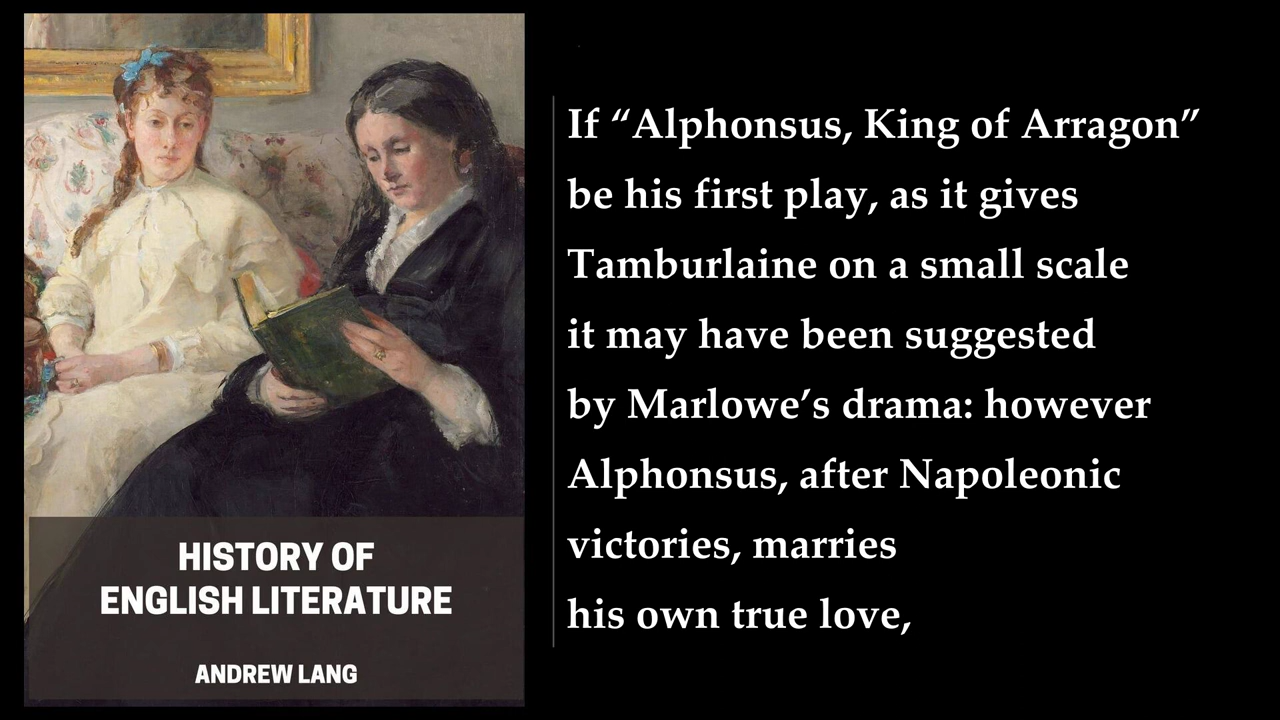 HISTORY OF
ENGLISH LITERATURE
ANDREW LANG
If “Alphonsus, King of Arragon”
be his first play, as it gives
Tamburlaine on a small scale
it may have been suggested
by Marlowe’s drama: however
Alphonsus, after Napoleonic
victories, marries
his own true love,